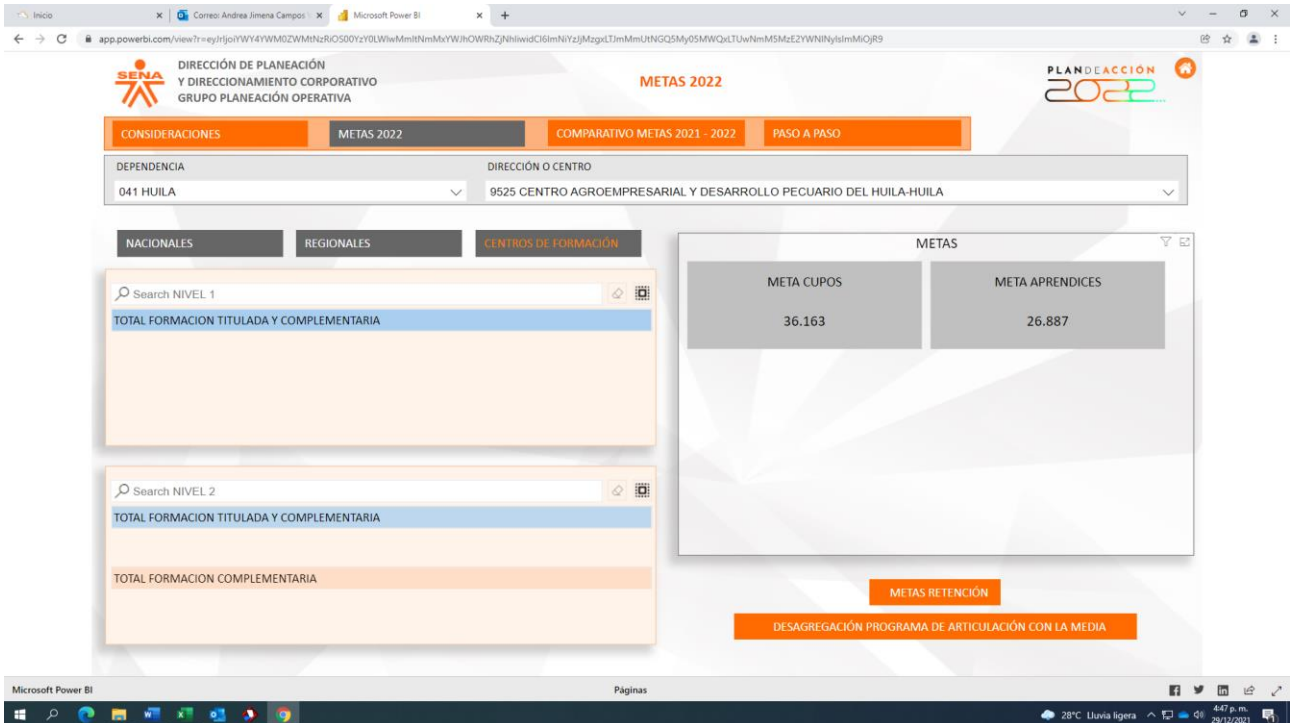 Inicio
Correo: Andrea Jimena Campos
Microsoft Power BI
SENA
DIRECCIÓN DE PLANEACIÓN
Y DIRECCIONAMIENTO CORPORATIVO
GRUPO PLANEACIÓN OPERATIVA
METAS 2022
PLANDEACCIÓN
2022
CONSIDERACIONES
METAS 2022
COMPARATIVO METAS 2021 - 2022
PASO A PASO
DEPENDENCIA
DIRECCIÓN O CENTRO
041 HUILA
9525 CENTRO AGROEMPRESARIAL Y DESARROLLO PECUARIO DEL HUILA-HUILA
NACIONALES
REGIONALES
CENTROS DE FORMACIÓN
METAS
Search NIVEL 1
TOTAL FORMACION TITULADA Y COMPLEMENTARIA
META CUPOS
META APRENDICES
36.163
26.887
Search NIVEL 2
TOTAL FORMACION TITULADA Y COMPLEMENTARIA
TOTAL FORMACION COMPLEMENTARIA
METAS RETENCIÓN
DESAGREGACIÓN PROGRAMA DE ARTICULACIÓN CON LA MEDIA
Microsoft Power BI
Páginas
28°C Lluvia ligera
4:47 p. m.
29/12/2021